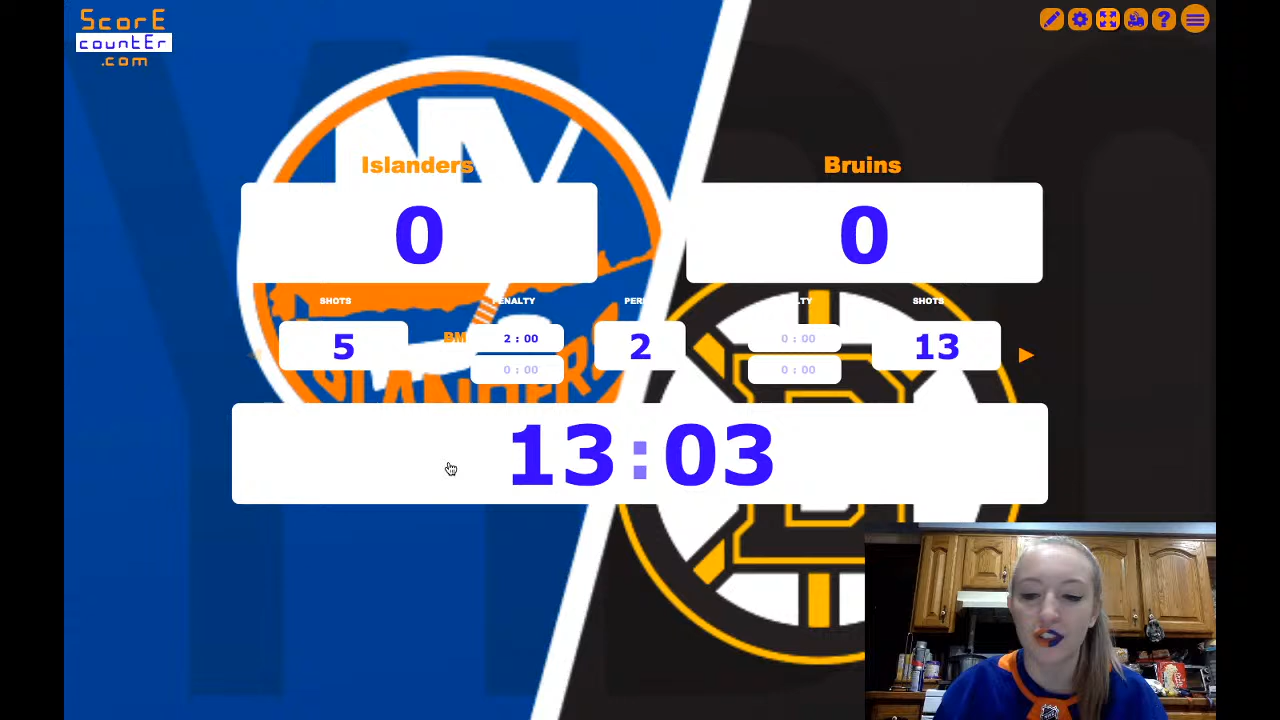 ScorE
countEr
.com
?
Islanders
Bruins
0
0
SHOTS
SHOTS
5
BM
2 : 00
0 : 00
2
0 : 00
0 : 00
13
13:03